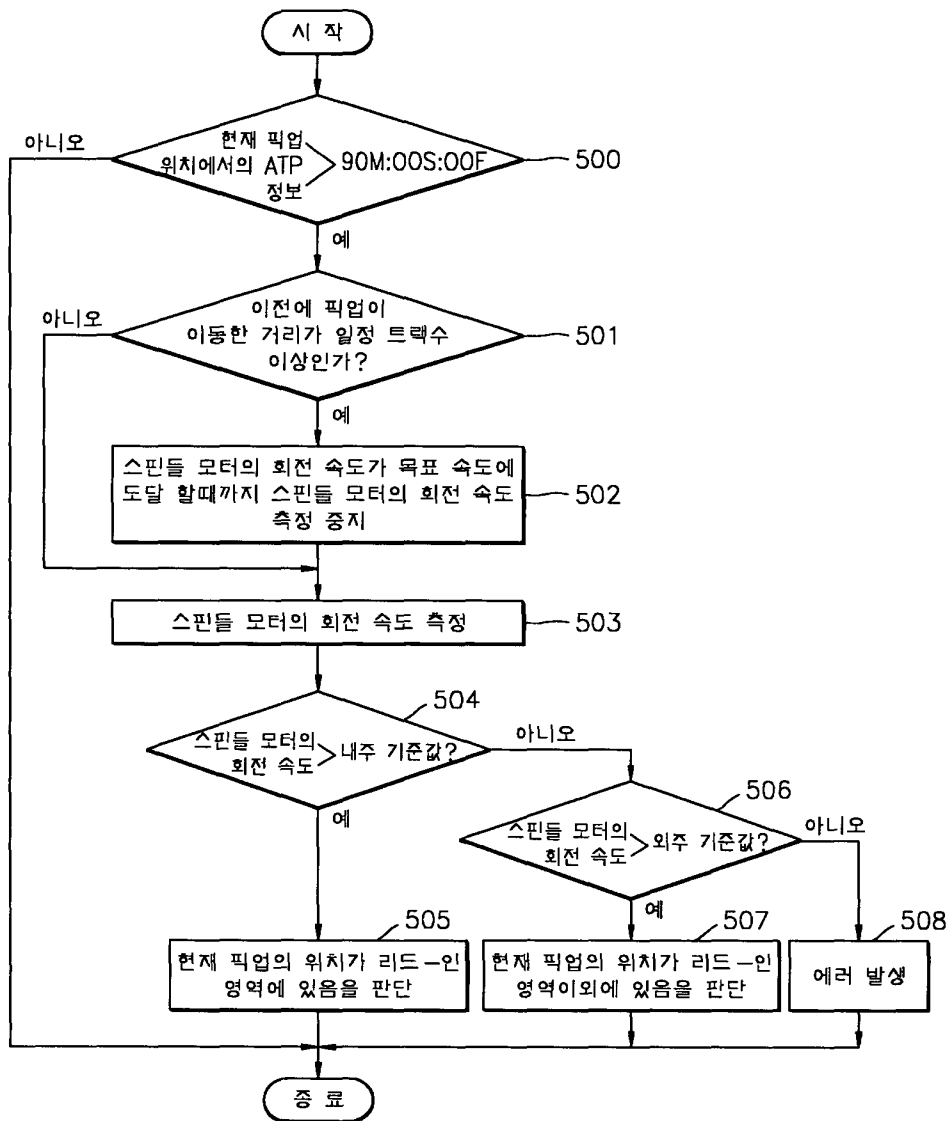 시 작
아니오
현재 픽업
위치에서의 ATP > 90M:00S:00F
정보
500
예
아니오
이전에 픽업이
이동한 거리가 일정 트랙수
이상인가?
501
예
스핀들 모터의 회전 속도가 목표 속도에
도달 할때까지 스핀들 모터의 회전 속도
측정 중지
502
스핀들 모터의 회전 속도 측정
503
504
스핀들 모터의
회전 속도 > 내주 기준값?
아니오
예
506
스핀들 모터의
회전 속도 > 외주 기준값?
아니오
예
505
현재 픽업의 위치가 리드-인
영역에 있음을 판단
507
현재 픽업의 위치가 리드-인
영역이외에 있음을 판단
508
에러 발생
종 료